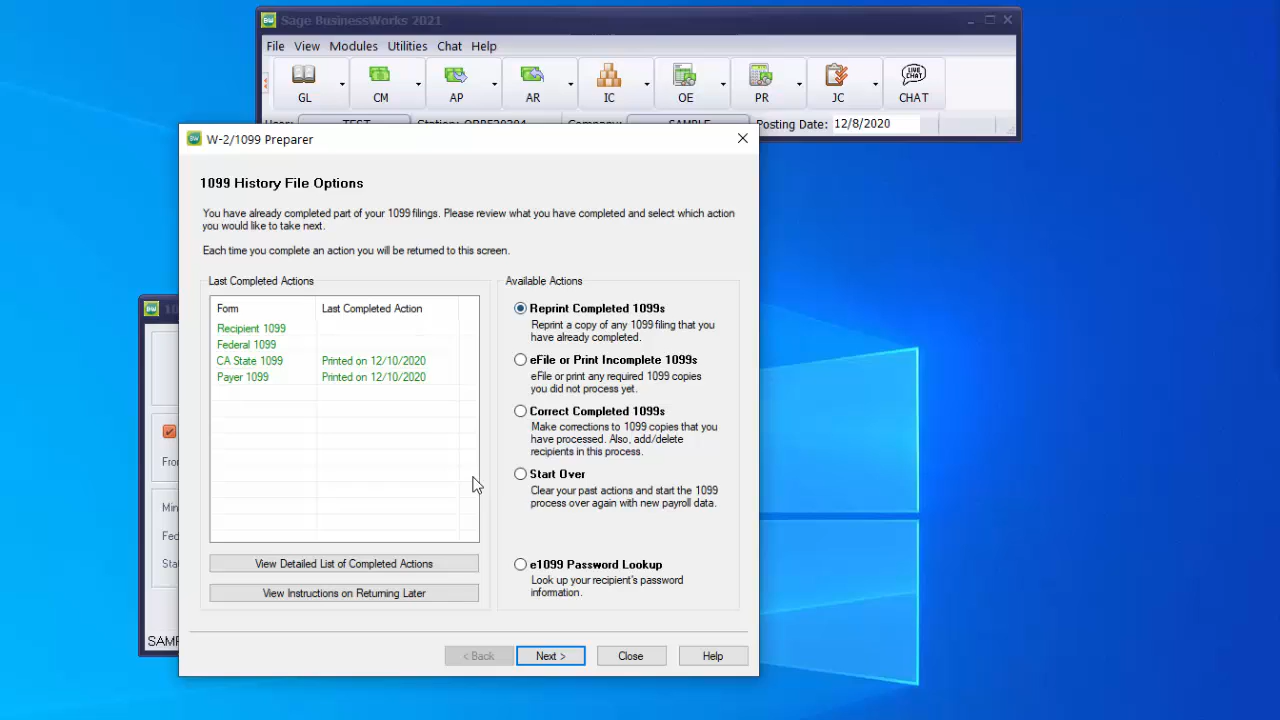 Sage BusinessWorks 2021
File View Modules Utilities Chat Help
GL CM AP AR IC OE PR JC CHAT
LIVE CHAT
TEST
SAMPLE
Posting Date: 12/8/2020
W-2/1099 Preparer
1099 History File Options
You have already completed part of your 1099 filings. Please review what you have completed and select which action
you would like to take next.
Each time you complete an action you will be returned to this screen.
Last Completed Actions
Form Last Completed Action
Recipient 1099
Federal 1099
CA State 1099 Printed on 12/10/2020
Payer 1099 Printed on 12/10/2020
View Detailed List of Completed Actions
View Instructions on Returning Later
Available Actions
Reprint Completed 1099s
Reprint a copy of any 1099 filing that you
have already completed.
eFile or Print Incomplete 1099s
eFile or print any required 1099 copies
you did not process yet.
Correct Completed 1099s
Make corrections to 1099 copies that you
have processed. Also, add/delete
recipients in this process.
Start Over
Clear your past actions and start the 1099
process over again with new payroll data.
e1099 Password Lookup
Look up your recipient's password
information.
< Back Next > Close Help